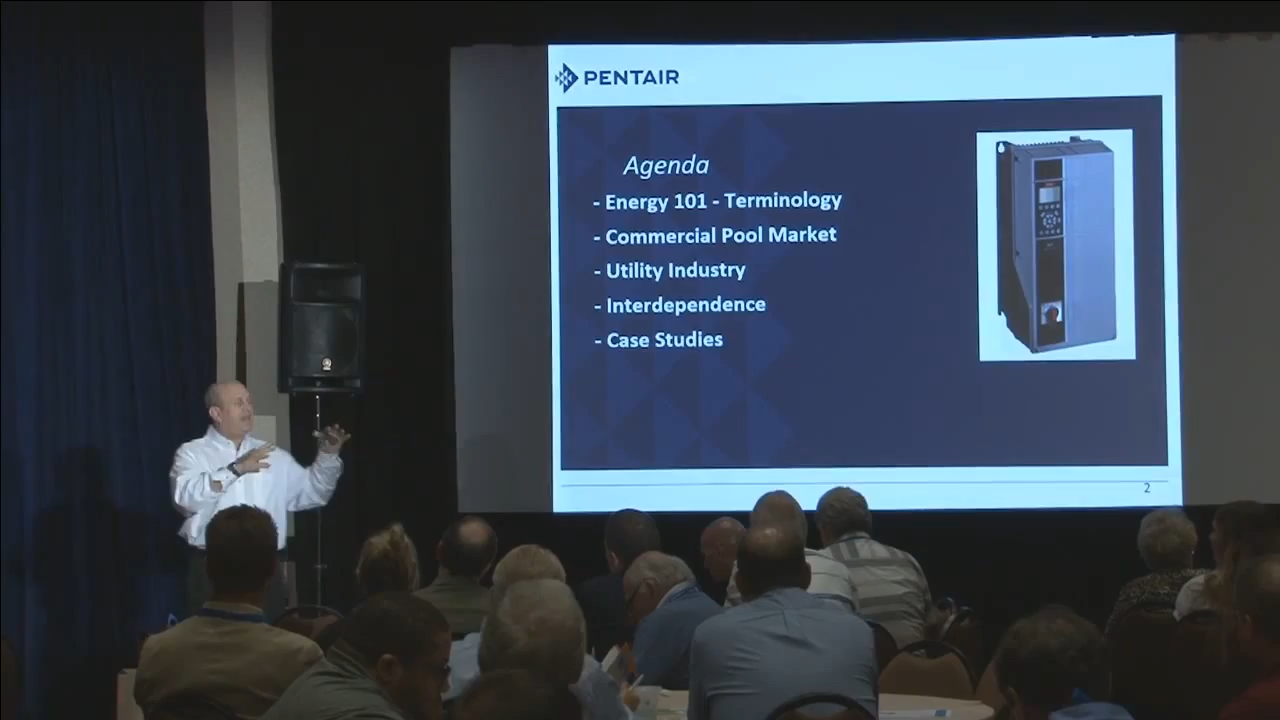 PENTAIR
Agenda
- Energy 101 - Terminology
- Commercial Pool Market
- Utility Industry
- Interdependence
- Case Studies
2